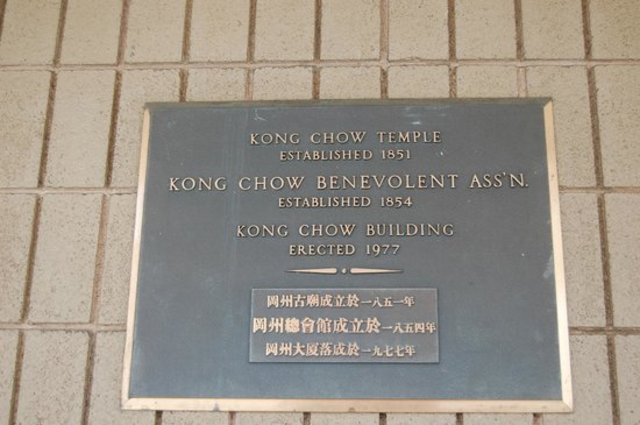 KONG CHOW TEMPLE
ESTABLISHED 1851
KONG CHOW BENEVOLENT ASS'N.
ESTABLISHED 1854
KONG CHOW BUILDING
ERECTED 1977
岡州古廟成立於一八五一年
岡州總會館成立於一八五四年
岡州大廈落成於一九七七年